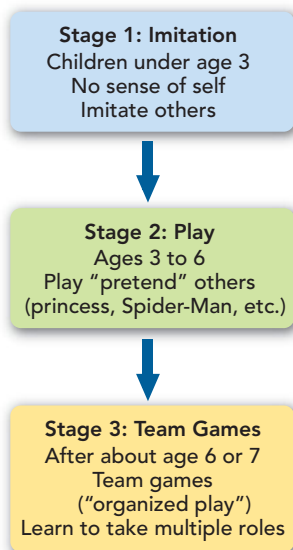 Stage 1: Imitation
Children under age 3
No sense of self
Imitate others
Stage 2: Play
Ages 3 to 6
Play “pretend” others
(princess, Spider-Man, etc.)
Stage 3: Team Games
After about age 6 or 7
Team games
(“organized play”)
Learn to take multiple roles